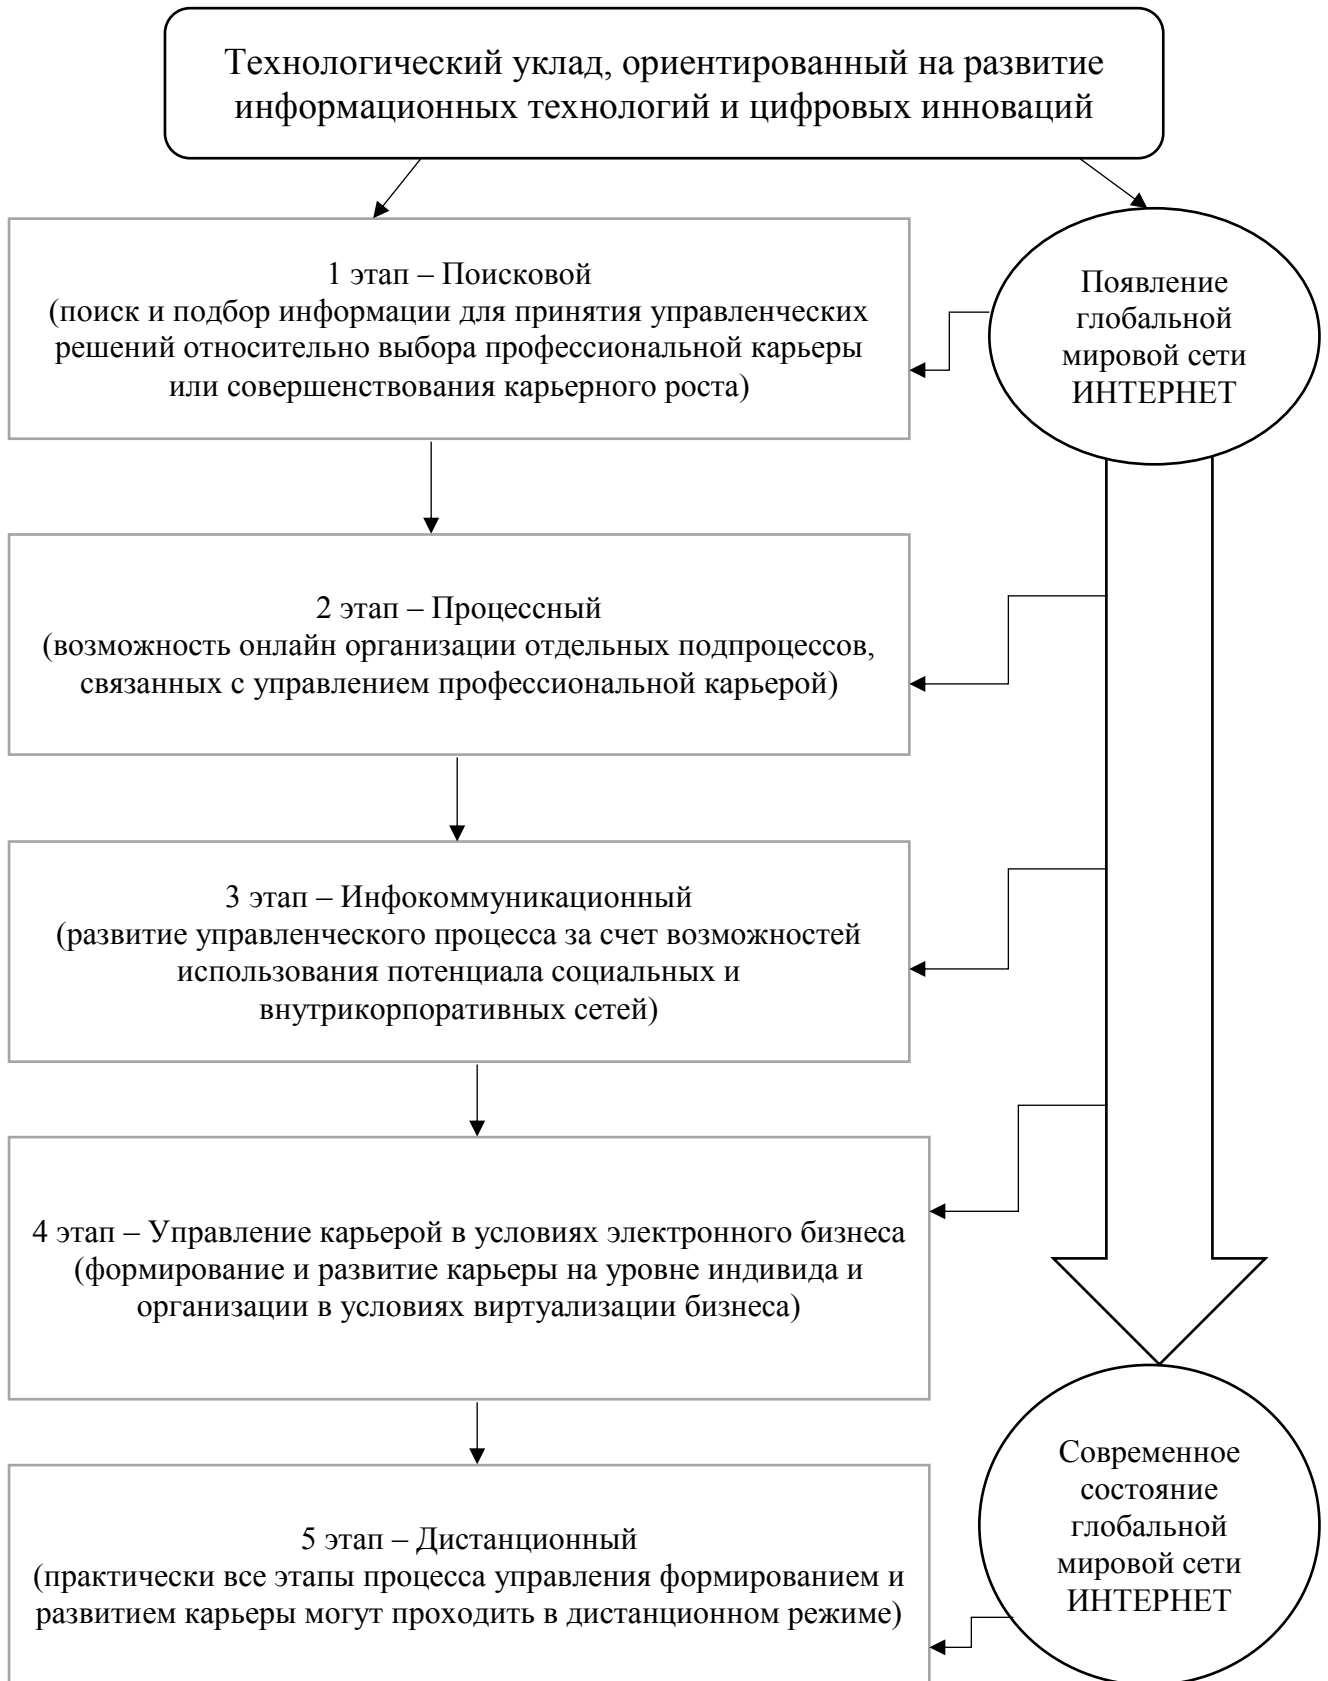 Технологический уклад, ориентированный на развитие
информационных технологий и цифровых инноваций
1 этап – Поисковой
(поиск и подбор информации для принятия управленческих
решений относительно выбора профессиональной карьеры
или совершенствования карьерного роста)
Появление
глобальной
мировой сети
ИНТЕРНЕТ
2 этап – Процессный
(возможность онлайн организации отдельных подпроцессов,
связанных с управлением профессиональной карьерой)
3 этап – Инфокоммуникационный
(развитие управленческого процесса за счет возможностей
использования потенциала социальных и
внутрикорпоративных сетей)
4 этап – Управление карьерой в условиях электронного бизнеса
(формирование и развитие карьеры на уровне индивида и
организации в условиях виртуализации бизнеса)
5 этап – Дистанционный
(практически все этапы процесса управления формированием и
развитием карьеры могут проходить в дистанционном режиме)
Современное
состояние
глобальной
мировой сети
ИНТЕРНЕТ